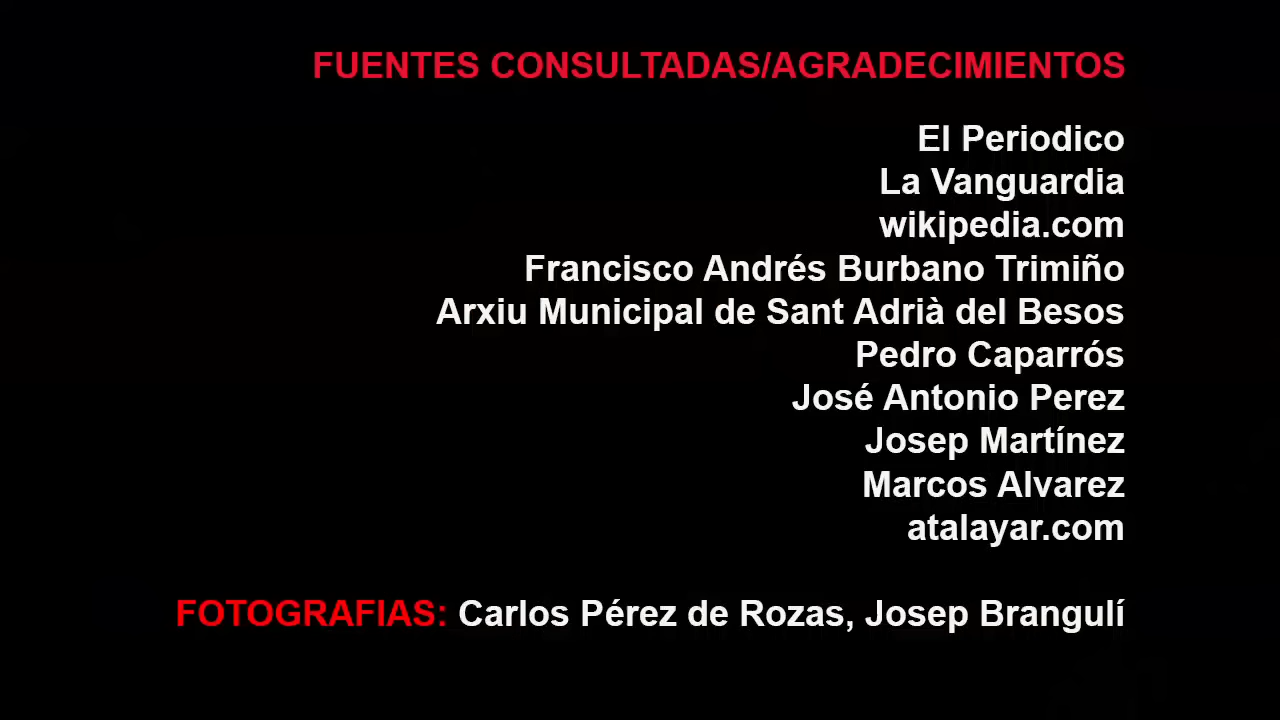 FUENTES CONSULTADAS/AGRADECIMIENTOS
El Periodico
La Vanguardia
wikipedia.com
Francisco Andrés Burbano Trimiño
Arxiu Municipal de Sant Adrià del Besos
Pedro Caparrós
José Antonio Perez
Josep Martínez
Marcos Alvarez
atalayar.com
FOTOGRAFIAS: Carlos Pérez de Rozas, Josep Brangulí